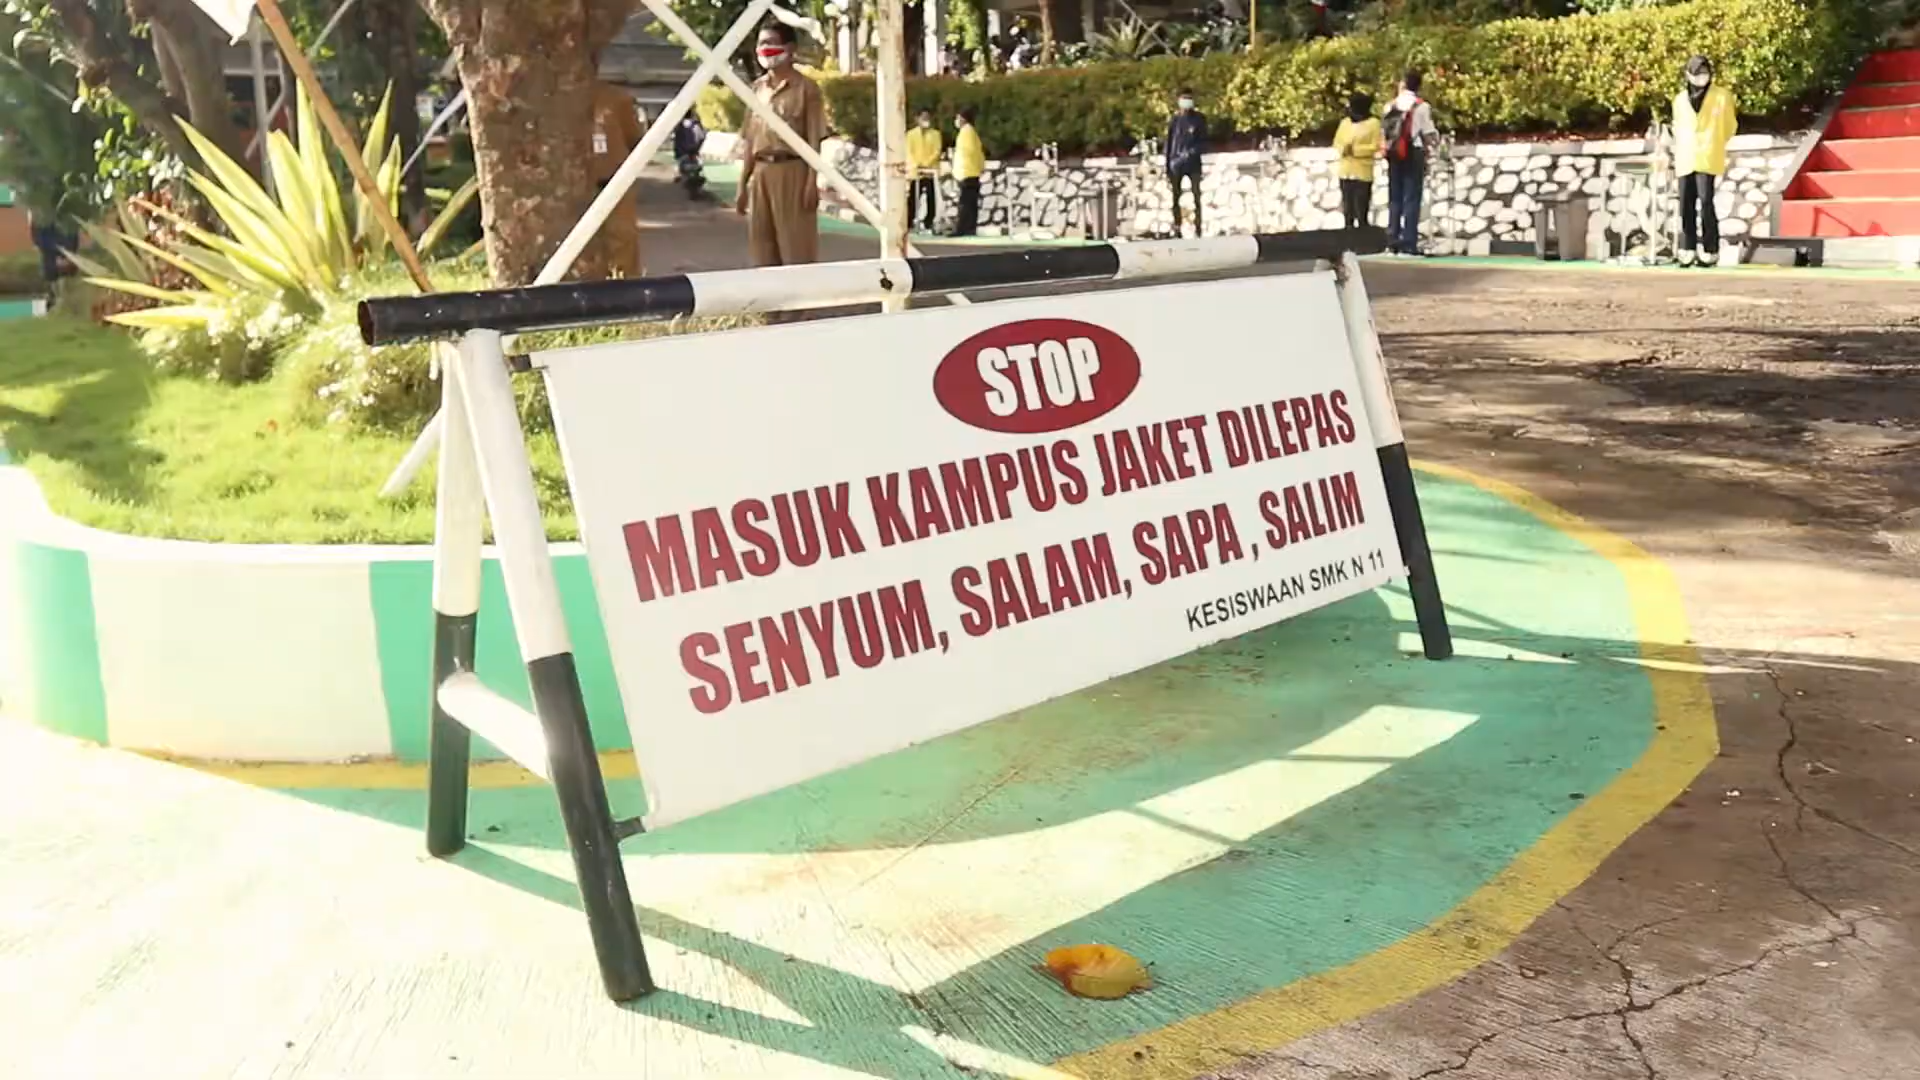 STOP
MASUK KAMPUS JAKET DILEPAS
SENYUM, SALAM, SAPA , SALIM
KESISWAAN SMK N 11